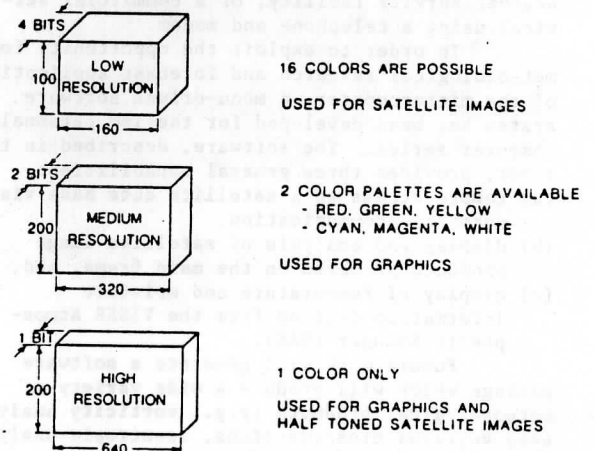 4 BITS
100
LOW
RESOLUTION
160
16 COLORS ARE POSSIBLE
USED FOR SATELLITE IMAGES
2 BITS
200
MEDIUM
RESOLUTION
320
2 COLOR PALETTES ARE AVAILABLE
- RED, GREEN, YELLOW
- CYAN, MAGENTA, WHITE
USED FOR GRAPHICS
1 BIT
200
HIGH
RESOLUTION
640
1 COLOR ONLY
USED FOR GRAPHICS AND
HALF TONED SATELLITE IMAGES